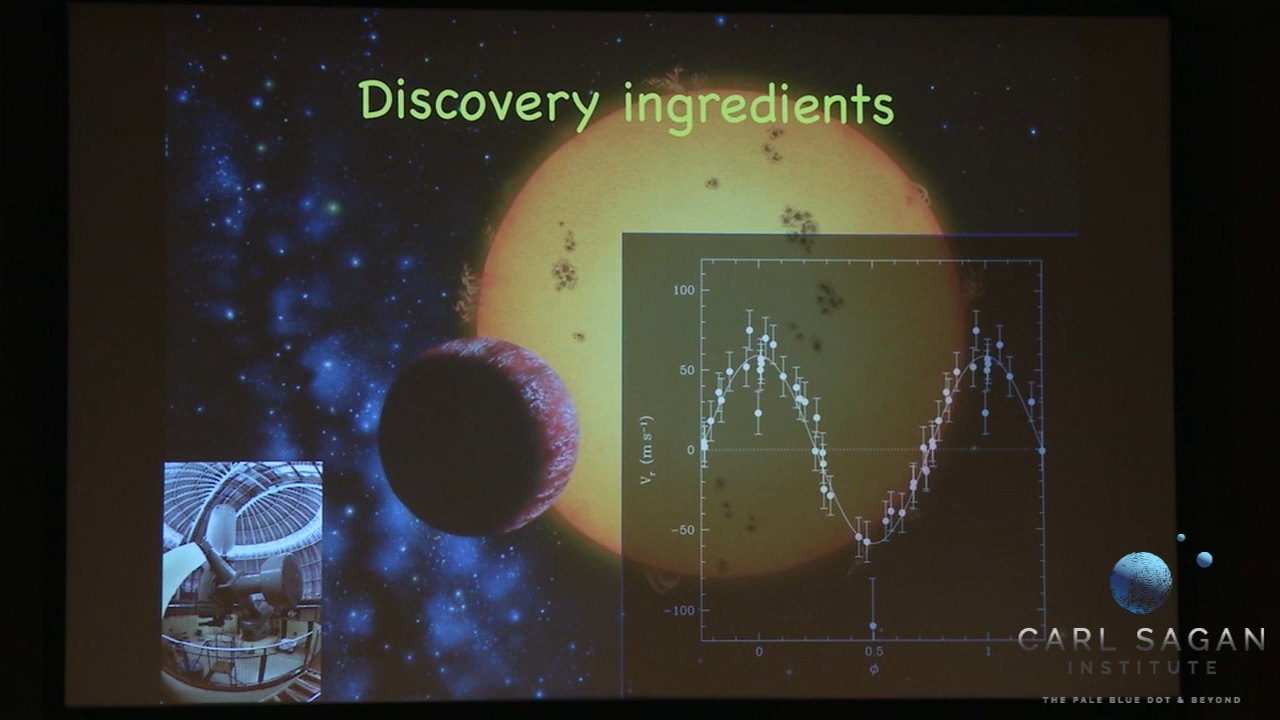 Discovery ingredients
100
50
0
−50
−100
Vr (m s⁻¹)
0
0.5
1
ϕ
CARL SAGAN
INSTITUTE
THE PALE BLUE DOT & BEYOND